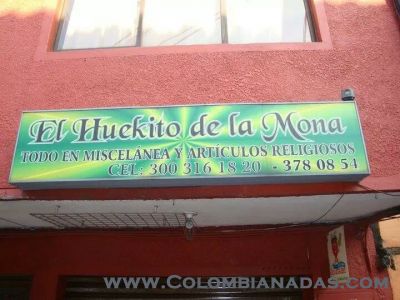 El Huekito de la Mona
TODO EN MISCELÁNEA Y ARTÍCULOS RELIGIOSOS
CEL: 300 316 18 20 - 378 08 54
www.Colombianadas.com